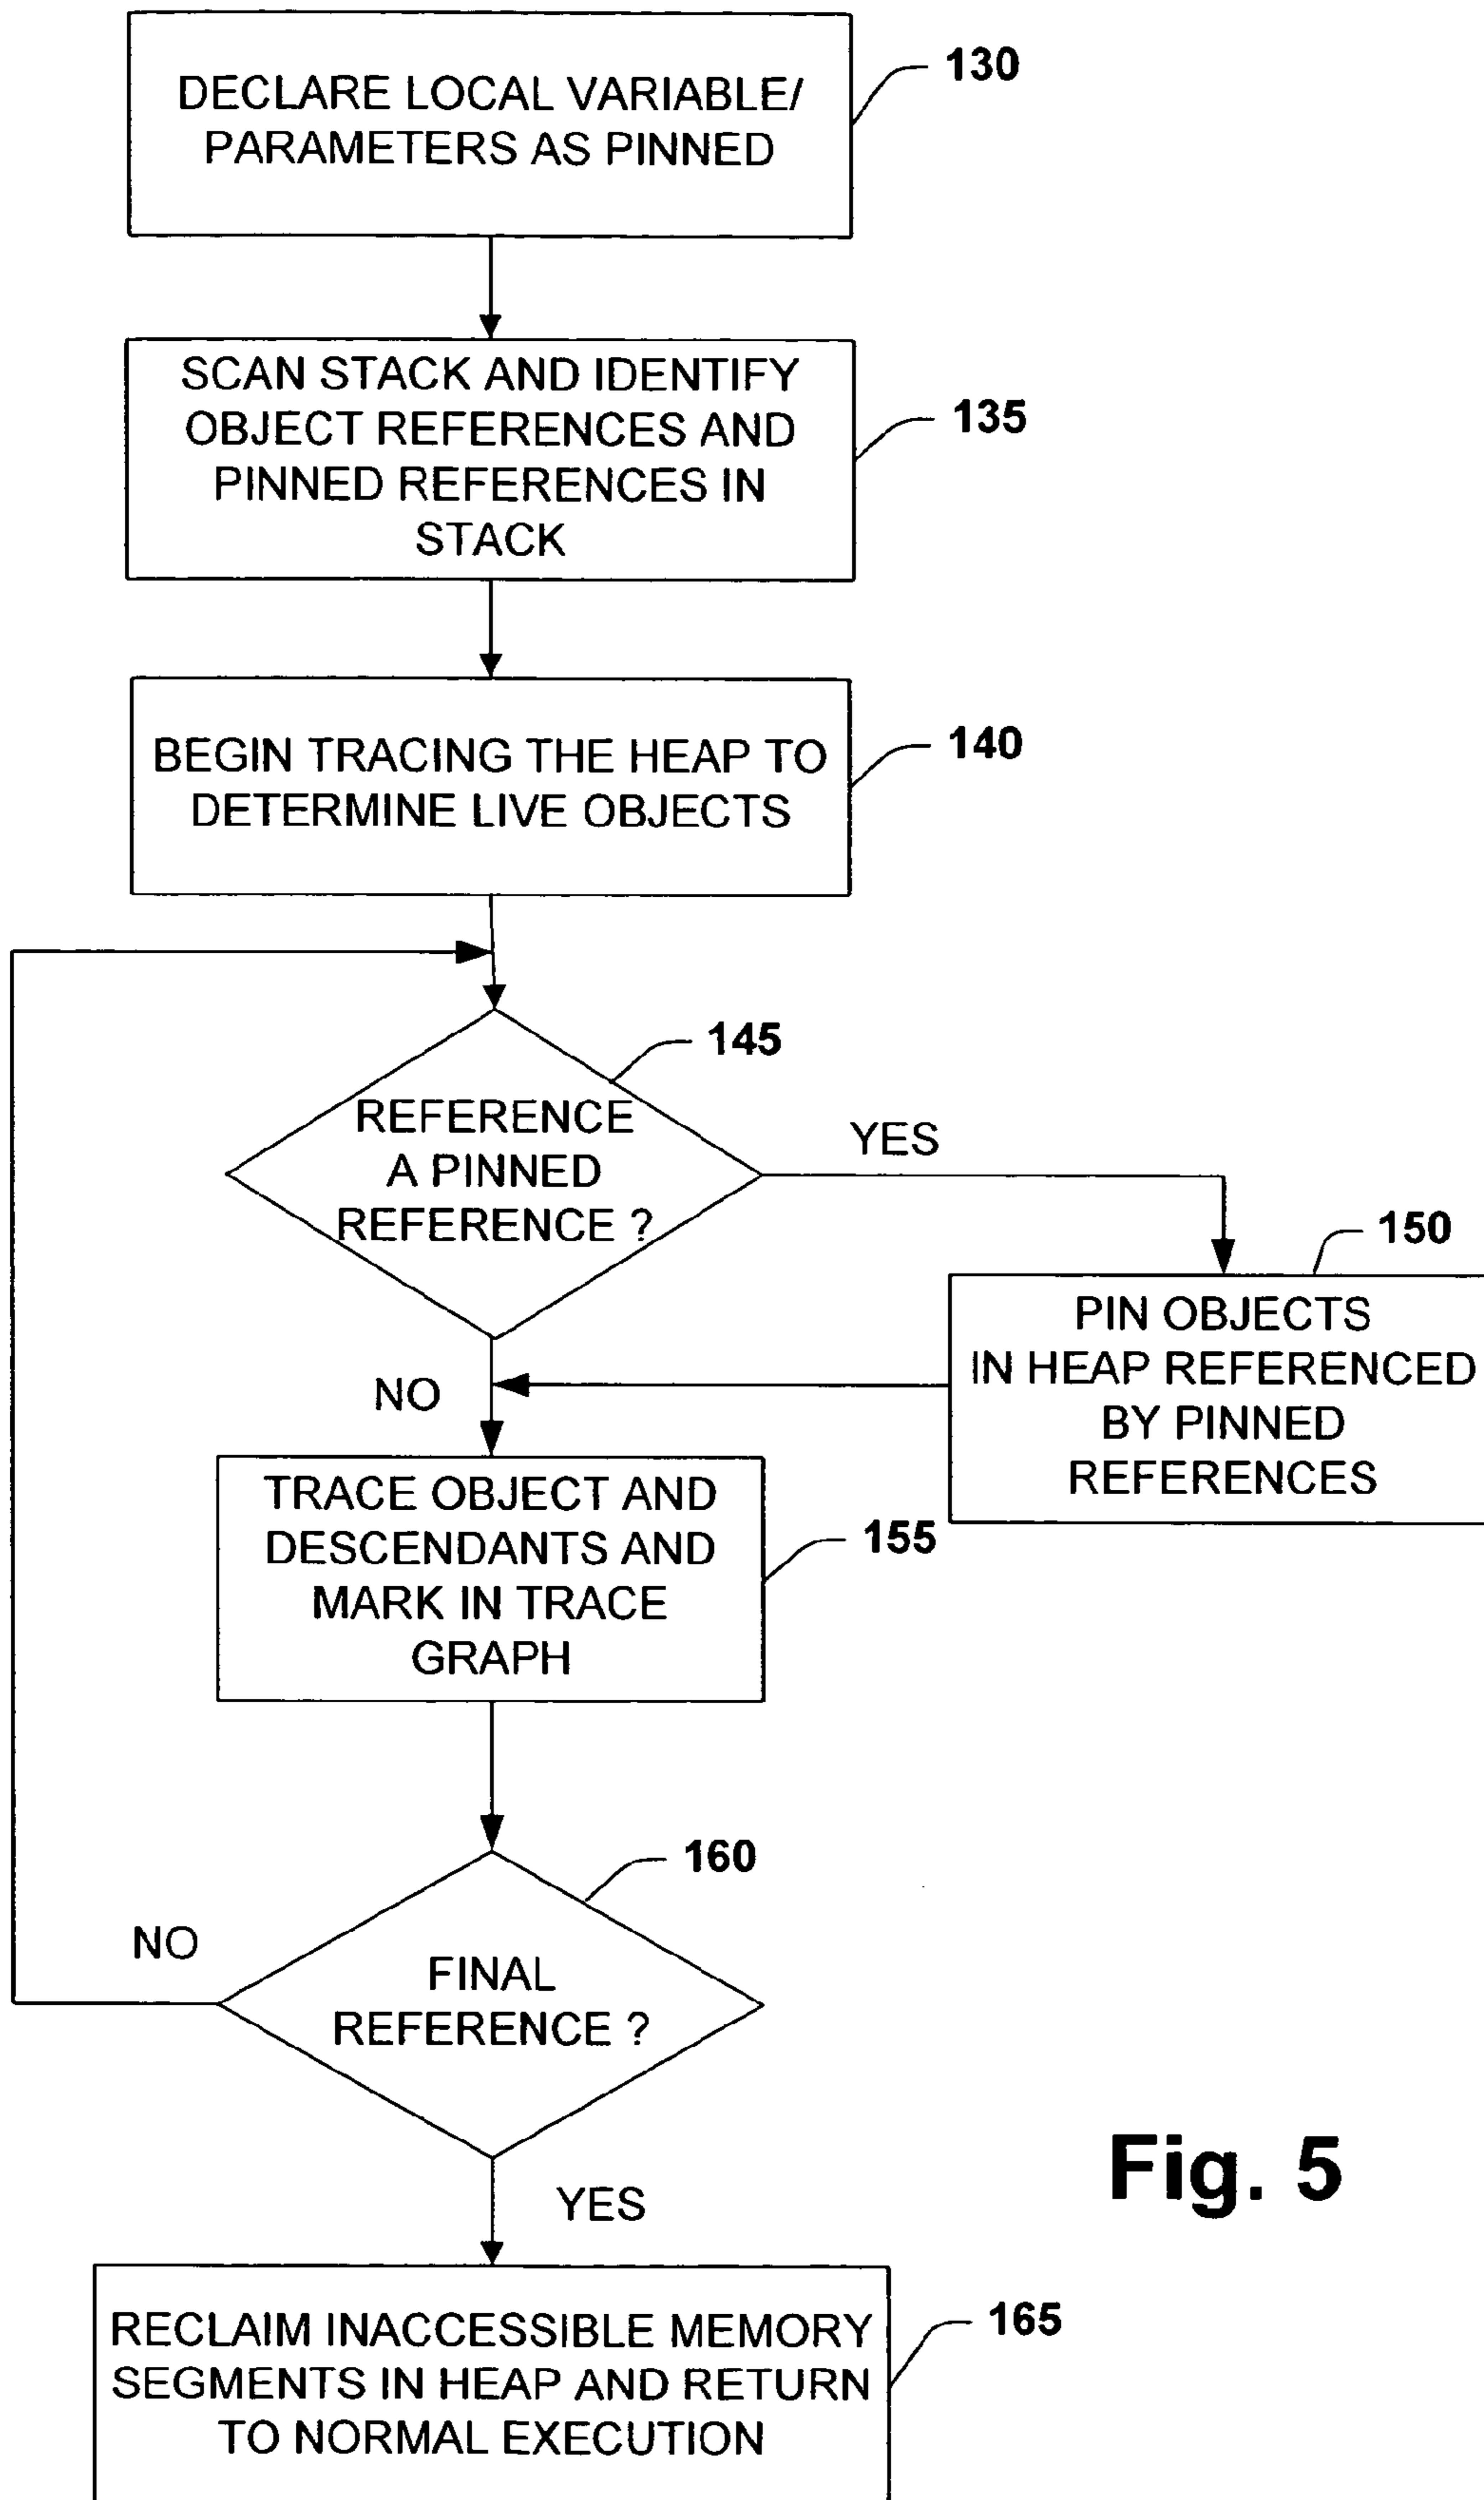 DECLARE LOCAL VARIABLE/
PARAMETERS AS PINNED
130
SCAN STACK AND IDENTIFY
OBJECT REFERENCES AND
PINNED REFERENCES IN
STACK
135
BEGIN TRACING THE HEAP TO
DETERMINE LIVE OBJECTS
140
145
REFERENCE
A PINNED
REFERENCE ?
YES
150
PIN OBJECTS
IN HEAP REFERENCED
BY PINNED
REFERENCES
NO
TRACE OBJECT AND
DESCENDANTS AND
MARK IN TRACE
GRAPH
155
160
NO
FINAL
REFERENCE ?
YES
Fig. 5
RECLAIM INACCESSIBLE MEMORY
SEGMENTS IN HEAP AND RETURN
TO NORMAL EXECUTION
165